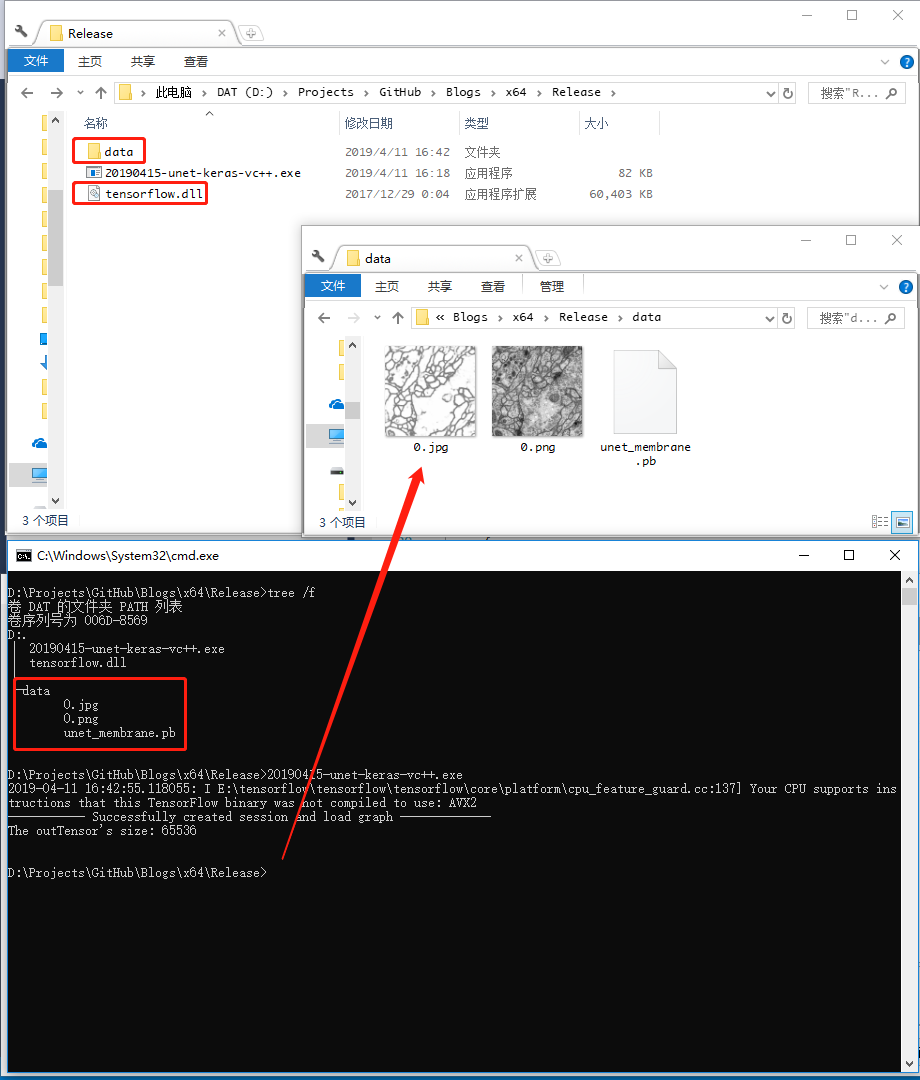 Release
文件 主页 共享 查看
此电脑 > DAT (D:) > Projects > GitHub > Blogs > x64 > Release >
搜索"R...
名称 修改日期 类型 大小
data 2019/4/11 16:42 文件夹
20190415-unet-keras-vc++.exe 2019/4/11 16:18 应用程序 82 KB
tensorflow.dll 2017/12/29 0:04 应用程序扩展 60,403 KB
3 个项目
data
文件 主页 共享 查看 管理
« Blogs > x64 > Release > data
搜索"d...
0.jpg
0.png
unet_membrane
.pb
3 个项目
C:\Windows\System32\cmd.exe
D:\Projects\GitHub\Blogs\x64\Release>tree /f
卷 DAT 的文件夹 PATH 列表
卷序列号为 006D-8569
D:.
20190415-unet-keras-vc++.exe
tensorflow.dll
data
0.jpg
0.png
unet_membrane.pb
D:\Projects\GitHub\Blogs\x64\Release>20190415-unet-keras-vc++.exe
2019-04-11 16:42:55.118055: I E:\tensorflow\tensorflow\tensorflow\core\platform\cpu_feature_guard.cc:137] Your CPU supports ins
tructions that this TensorFlow binary was not compiled to use: AVX2
——————— Successfully created session and load graph ————————
The outTensor's size: 65536
D:\Projects\GitHub\Blogs\x64\Release>